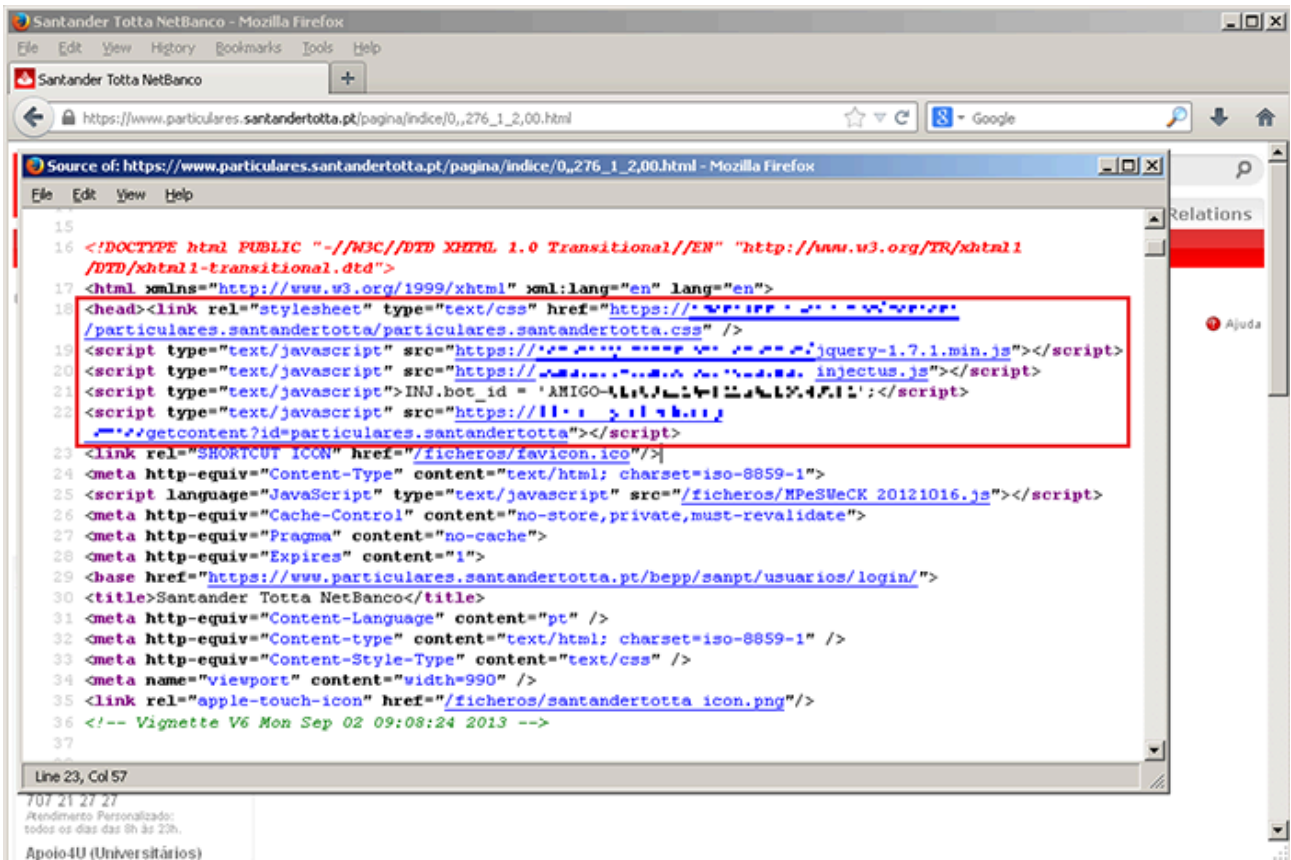 Santander Totta NetBanco - Mozilla Firefox
File Edit View History Bookmarks Tools Help
Santander Totta NetBanco +
https://www.particulares.santandertotta.pt/pagina/indice/0,,276_1_2,00.html Google
Source of: https://www.particulares.santandertotta.pt/pagina/indice/0,,276_1_2,00.html - Mozilla Firefox
File Edit View Help
Relations
15
16 <!DOCTYPE html PUBLIC "-//W3C//DTD XHTML 1.0 Transitional//EN" "http://www.w3.org/TR/xhtml1
/DTD/xhtml1-transitional.dtd">
17 <html xmlns="http://www.w3.org/1999/xhtml" xml:lang="en" lang="en">
18 <head><link rel="stylesheet" type="text/css" href="https://
/particulares.santandertotta/particulares.santandertotta.css" />
Ajuda
19 <script type="text/javascript" src="https:// jquery-1.7.1.min.js"></script>
20 <script type="text/javascript" src="https:// injectus.js"></script>
21 <script type="text/javascript">INJ.bot_id = 'AMIGO- ';</script>
22 <script type="text/javascript" src="https://
/getcontent?id=particulares.santandertotta"></script>
23 <link rel="SHORTCUT ICON" href="/ficheros/favicon.ico"/>
24 <meta http-equiv="Content-Type" content="text/html; charset=iso-8859-1">
25 <script language="JavaScript" type="text/javascript" src="/ficheros/MPeSWeCK_20121016.js"></script>
26 <meta http-equiv="Cache-Control" content="no-store,private,must-revalidate">
27 <meta http-equiv="Pragma" content="no-cache">
28 <meta http-equiv="Expires" content="1">
29 <base href="https://www.particulares.santandertotta.pt/bepp/sanpt/usuarios/login/">
30 <title>Santander Totta NetBanco</title>
31 <meta http-equiv="Content-Language" content="pt" />
32 <meta http-equiv="Content-type" content="text/html; charset=iso-8859-1" />
33 <meta http-equiv="Content-Style-Type" content="text/css" />
34 <meta name="viewport" content="width=990" />
35 <link rel="apple-touch-icon" href="/ficheros/santandertotta_icon.png"/>
36 <!-- Vignette V6 Mon Sep 02 09:08:24 2013 -->
37
Line 23, Col 57
707 21 27 27
Atendimento Personalizado:
todos os dias das 8h às 23h.
Apoio4U (Universitários)